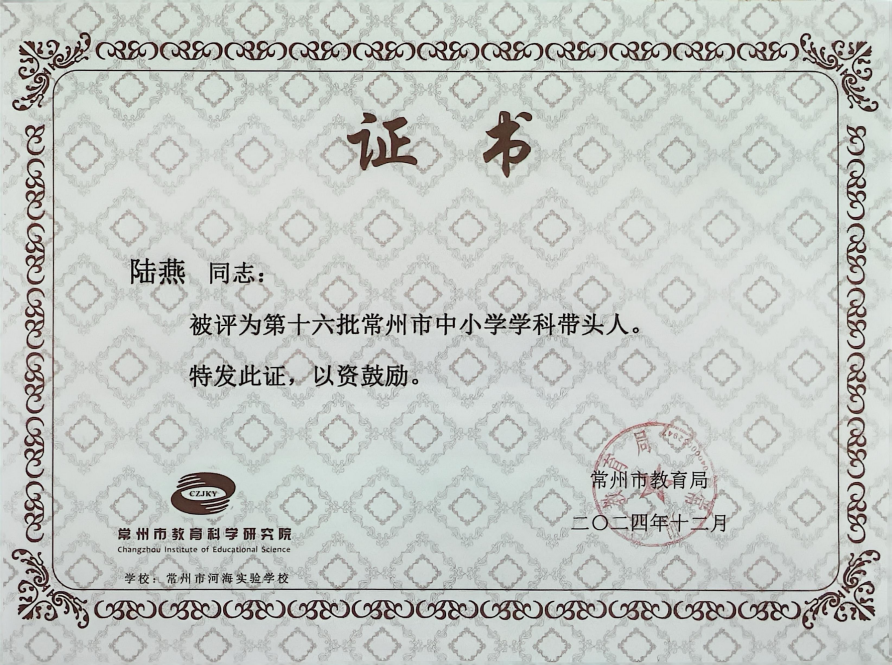 证 书
陆燕 同志：
被评为第十六批常州市中小学学科带头人。
特发此证，以资鼓励。
CZJKY
常州市教育科学研究院
Changzhou Institute of Educational Science
学校：常州市河海实验学校
常州市教育局
二〇二四年十二月